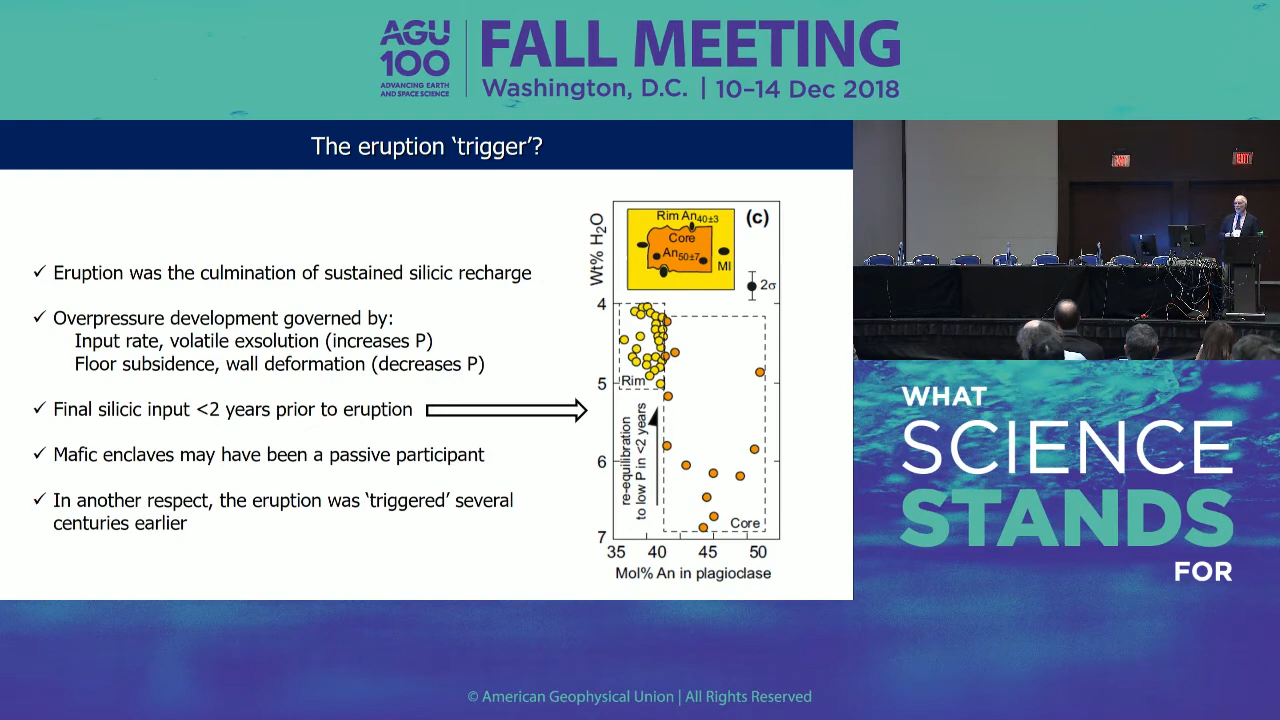 AGU
100
ADVANCING EARTH
AND SPACE SCIENCE
FALL MEETING
Washington, D.C. | 10–14 Dec 2018
The eruption ‘trigger’?
✓ Eruption was the culmination of sustained silicic recharge
✓ Overpressure development governed by:
Input rate, volatile exsolution (increases P)
Floor subsidence, wall deformation (decreases P)
✓ Final silicic input <2 years prior to eruption
✓ Mafic enclaves may have been a passive participant
✓ In another respect, the eruption was ‘triggered’ several
centuries earlier
(c)
Rim An40±3
Core
An50±7
MI
2σ
Wt% H2O
4
5
6
7
Rim
re-equilibration
to low P in <2 years
Core
35 40 45 50
Mol% An in plagioclase
EXIT
EXIT
WHAT
SCIENCE
STANDS
FOR
© American Geophysical Union | All Rights Reserved